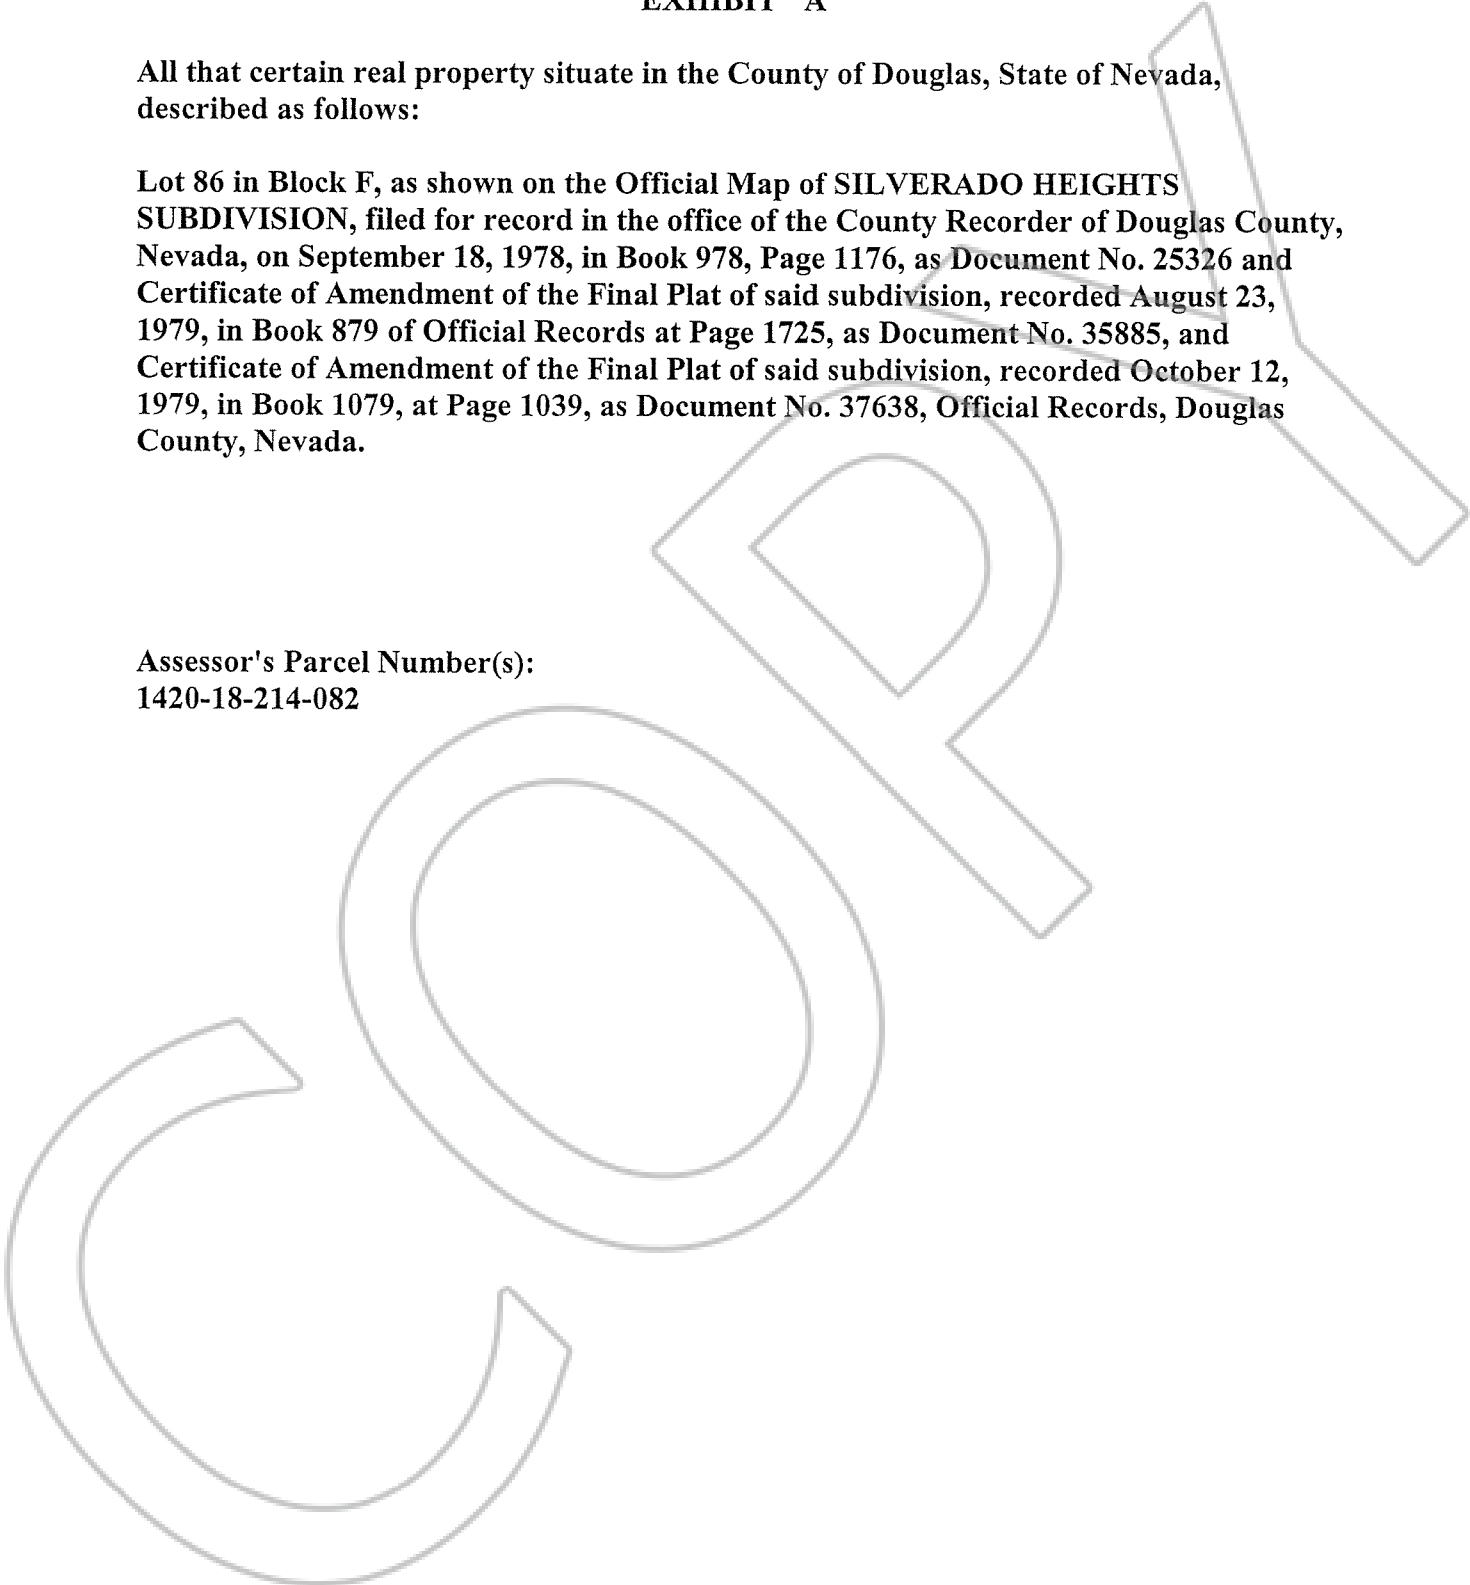 EXHIBIT "A"
All that certain real property situate in the County of Douglas, State of Nevada,
described as follows:
Lot 86 in Block F, as shown on the Official Map of SILVERADO HEIGHTS
SUBDIVISION, filed for record in the office of the County Recorder of Douglas County,
Nevada, on September 18, 1978, in Book 978, Page 1176, as Document No. 25326 and
Certificate of Amendment of the Final Plat of said subdivision, recorded August 23,
1979, in Book 879 of Official Records at Page 1725, as Document No. 35885, and
Certificate of Amendment of the Final Plat of said subdivision, recorded October 12,
1979, in Book 1079, at Page 1039, as Document No. 37638, Official Records, Douglas
County, Nevada.
Assessor's Parcel Number(s):
1420-18-214-082
COPY